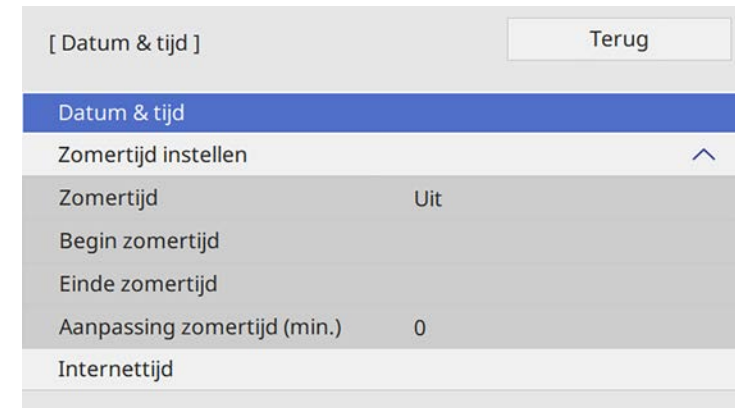 [ Datum & tijd ]
Terug
Datum & tijd
Zomertijd instellen
Zomertijd Uit
Begin zomertijd
Einde zomertijd
Aanpassing zomertijd (min.) 0
Internettijd